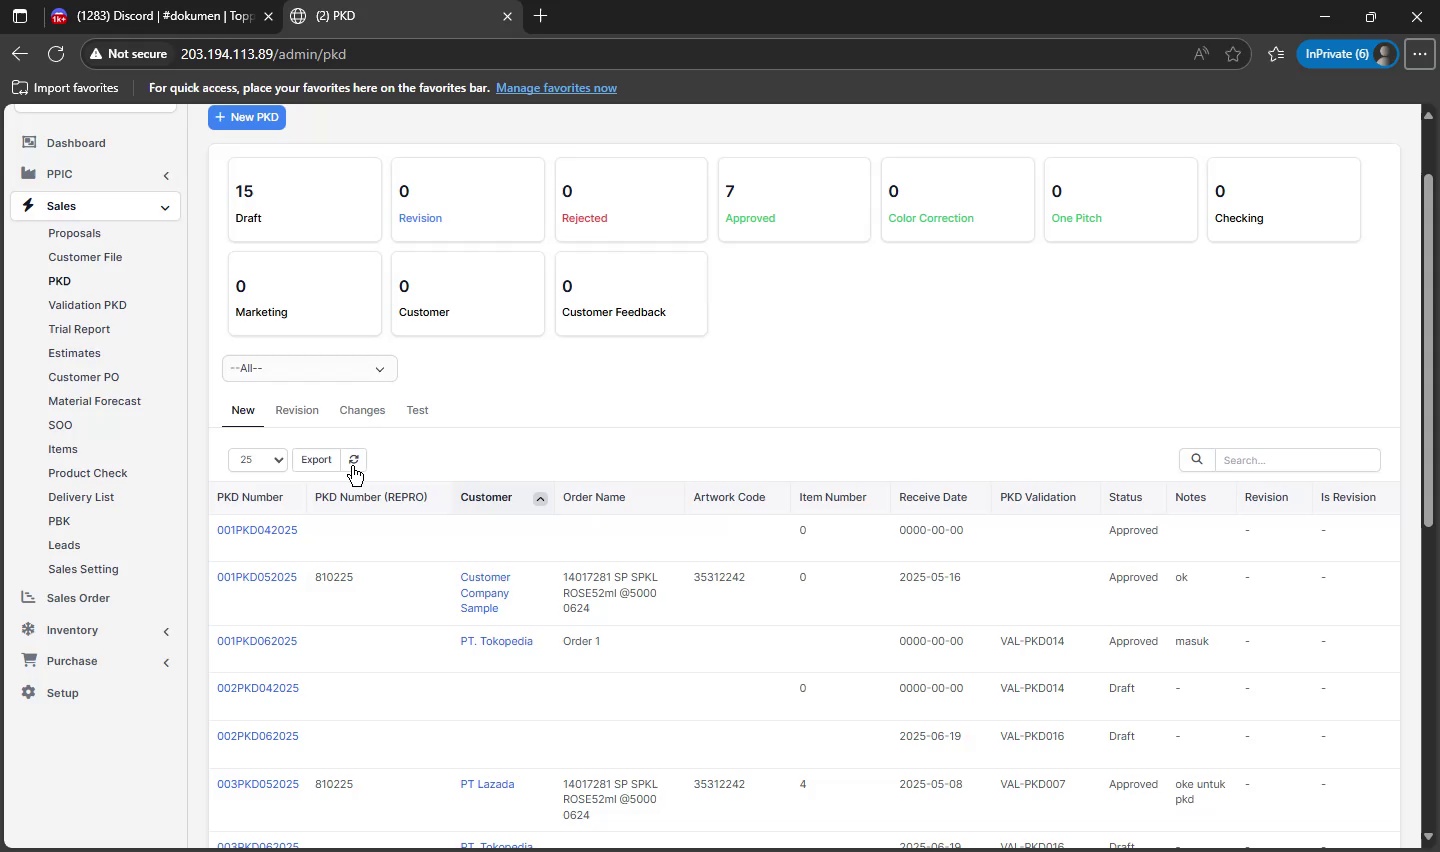 (1283) Discord | #dokumen | Topp
(2) PKD
Not secure
203.194.113.89/admin/pkd
InPrivate (6)
Import favorites
For quick access, place your favorites here on the favorites bar. Manage favorites now
Dashboard
PPIC
Sales
Proposals
Customer File
PKD
Validation PKD
Trial Report
Estimates
Customer PO
Material Forecast
SOO
Items
Product Check
Delivery List
PBK
Leads
Sales Setting
Sales Order
Inventory
Purchase
Setup
+ New PKD
15
Draft
0
Revision
0
Rejected
7
Approved
0
Color Correction
0
One Pitch
0
Checking
0
Marketing
0
Customer
0
Customer Feedback
--All--
New Revision Changes Test
25 Export
Search...
PKD Number PKD Number (REPRO) Customer Order Name Artwork Code Item Number Receive Date PKD Validation Status Notes Revision Is Revision
001PKD042025 0 0000-00-00 Approved - -
001PKD052025 810225 Customer Company Sample 14017281 SP SPKL ROSE52ml @5000 0624 35312242 0 2025-05-16 Approved ok - -
001PKD062025 PT. Tokopedia Order 1 0000-00-00 VAL-PKD014 Approved masuk - -
002PKD042025 0 0000-00-00 VAL-PKD014 Draft - - -
002PKD062025 2025-06-19 VAL-PKD016 Draft - - -
003PKD052025 810225 PT Lazada 14017281 SP SPKL ROSE52ml @5000 0624 35312242 4 2025-05-08 VAL-PKD007 Approved oke untuk pkd - -
003PKD062025 PT. Tokopedia 2025-06-19 VAL-PKD016 Draft - - -